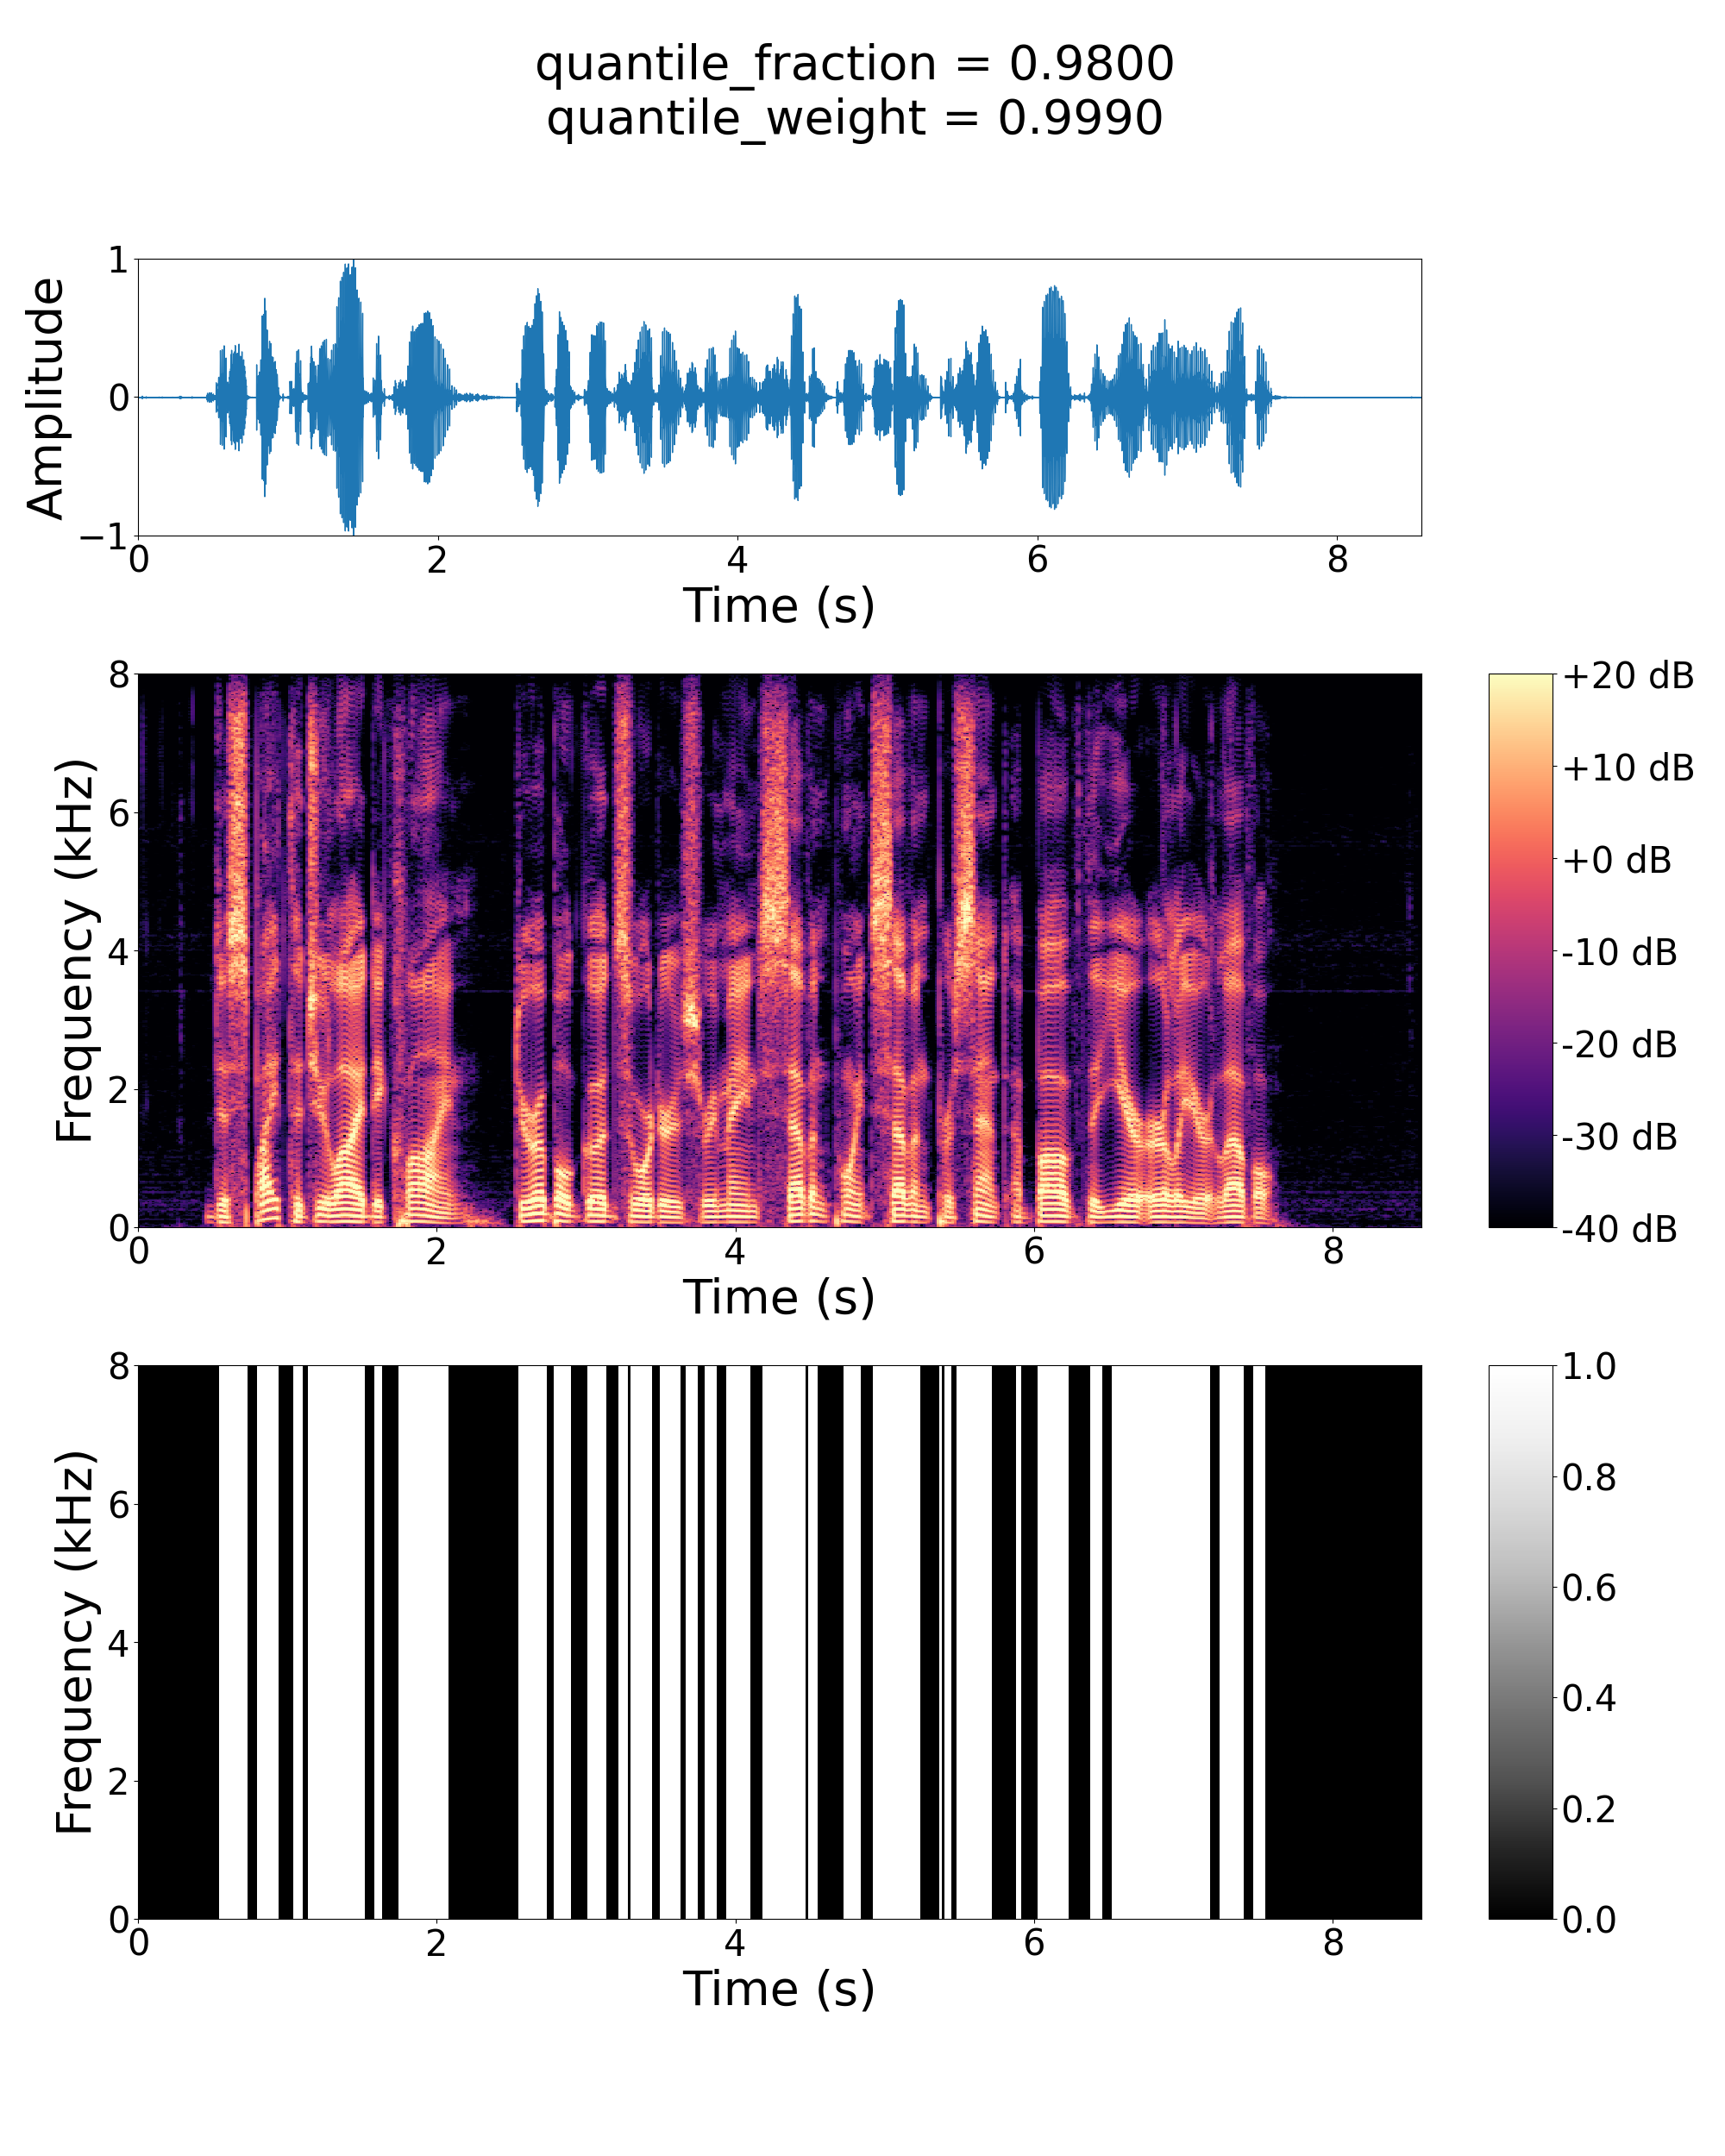 quantile_fraction = 0.9800
quantile_weight = 0.9990
1
0
−1
Amplitude
0 2 4 6 8
Time (s)
8
6
4
2
0
Frequency (kHz)
0 2 4 6 8
Time (s)
+20 dB
+10 dB
+0 dB
-10 dB
-20 dB
-30 dB
-40 dB
8
6
4
2
0
Frequency (kHz)
0 2 4 6 8
Time (s)
1.0
0.8
0.6
0.4
0.2
0.0